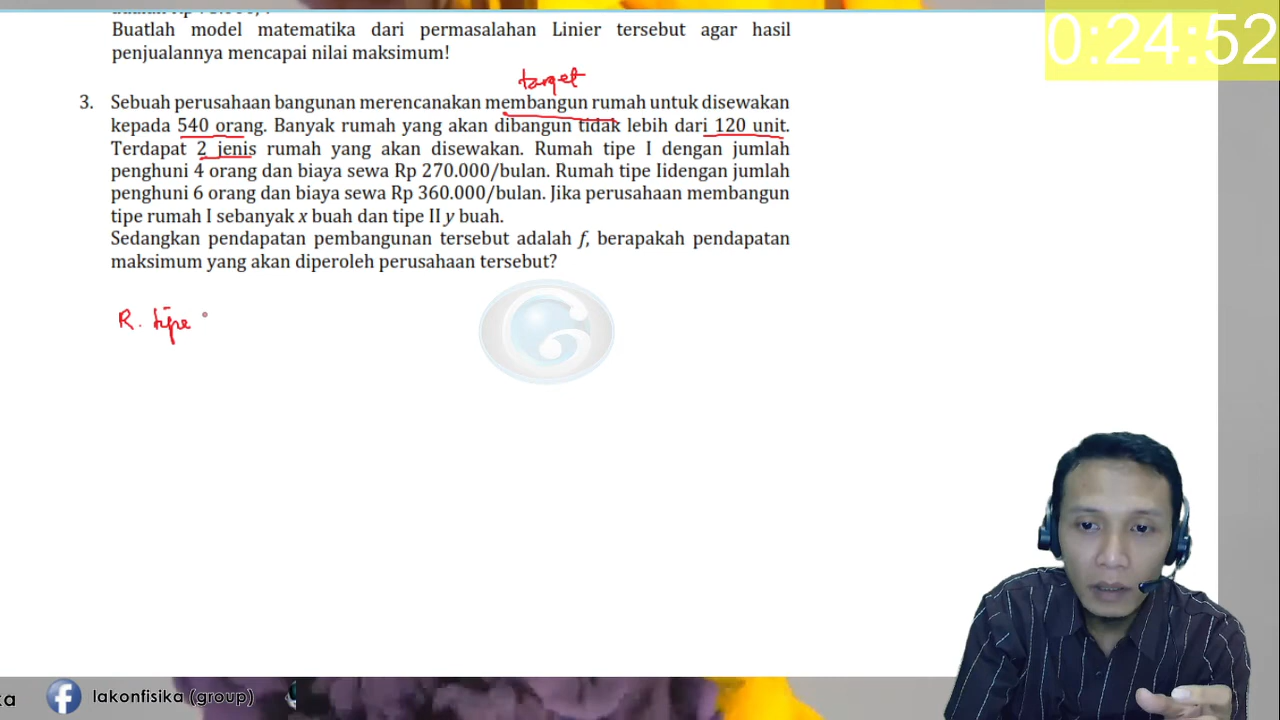 0:24:52
Buatlah model matematika dari permasalahan Linier tersebut agar hasil
penjualannya mencapai nilai maksimum!
target
3. Sebuah perusahaan bangunan merencanakan membangun rumah untuk disewakan
kepada 540 orang. Banyak rumah yang akan dibangun tidak lebih dari 120 unit.
Terdapat 2 jenis rumah yang akan disewakan. Rumah tipe I dengan jumlah
penghuni 4 orang dan biaya sewa Rp 270.000/bulan. Rumah tipe Iidengan jumlah
penghuni 6 orang dan biaya sewa Rp 360.000/bulan. Jika perusahaan membangun
tipe rumah I sebanyak x buah dan tipe II y buah.
Sedangkan pendapatan pembangunan tersebut adalah f, berapakah pendapatan
maksimum yang akan diperoleh perusahaan tersebut?
R. tipe
lakonfisika (group)